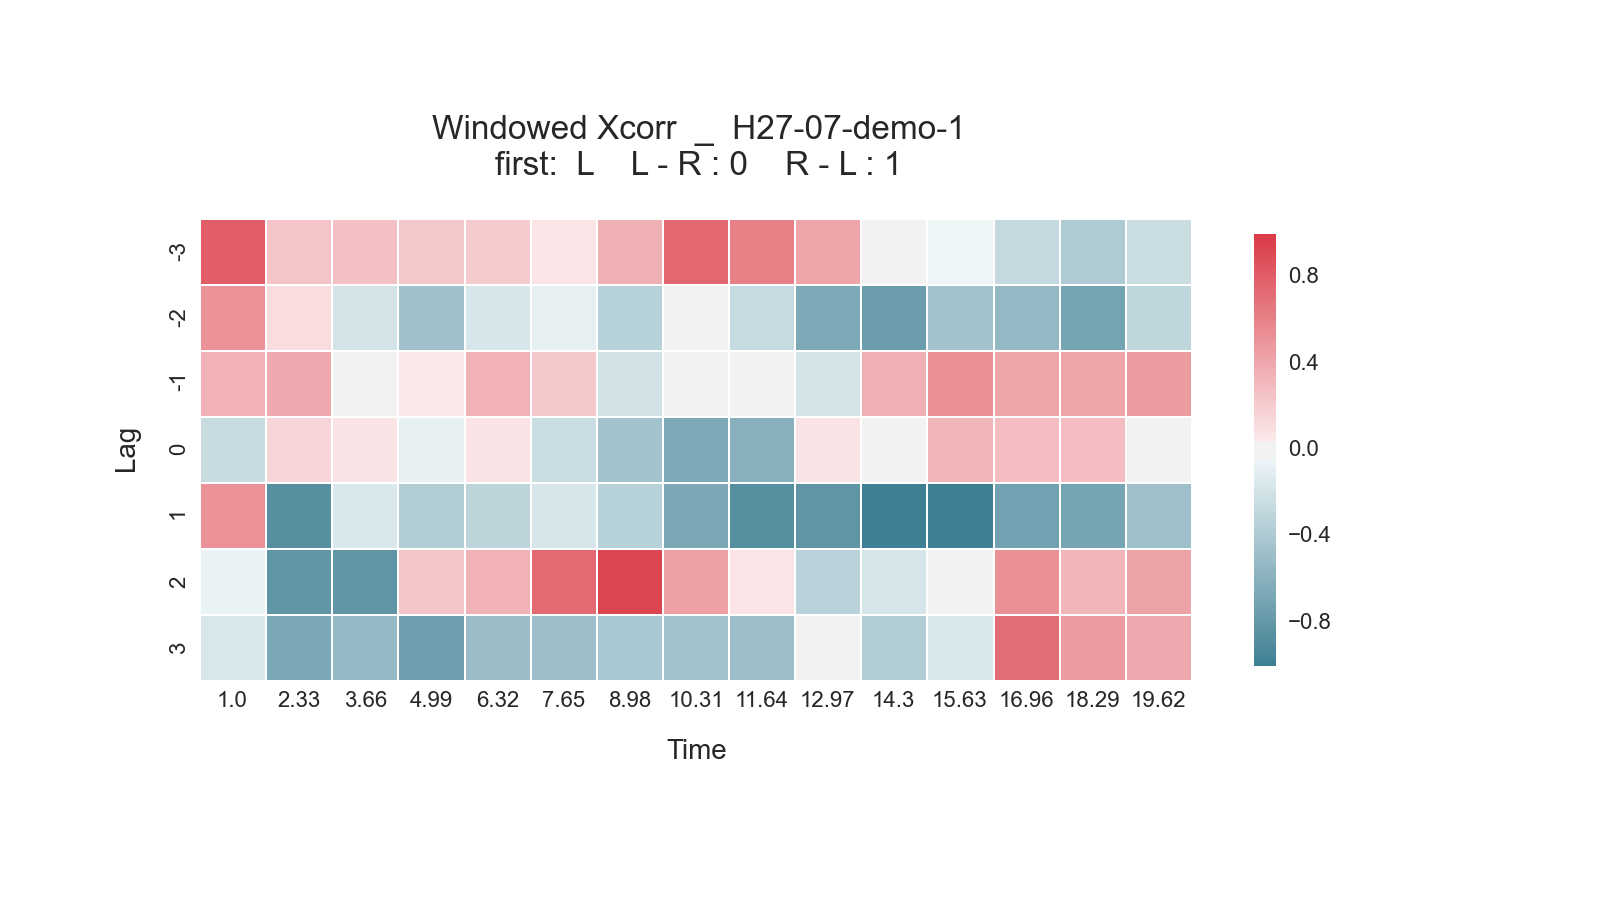 Windowed Xcorr _ H27-07-demo-1
first: L L - R : 0 R - L : 1
Lag
-3
-2
-1
0
1
2
3
1.0 2.33 3.66 4.99 6.32 7.65 8.98 10.31 11.64 12.97 14.3 15.63 16.96 18.29 19.62
Time
0.8
0.4
0.0
−0.4
−0.8